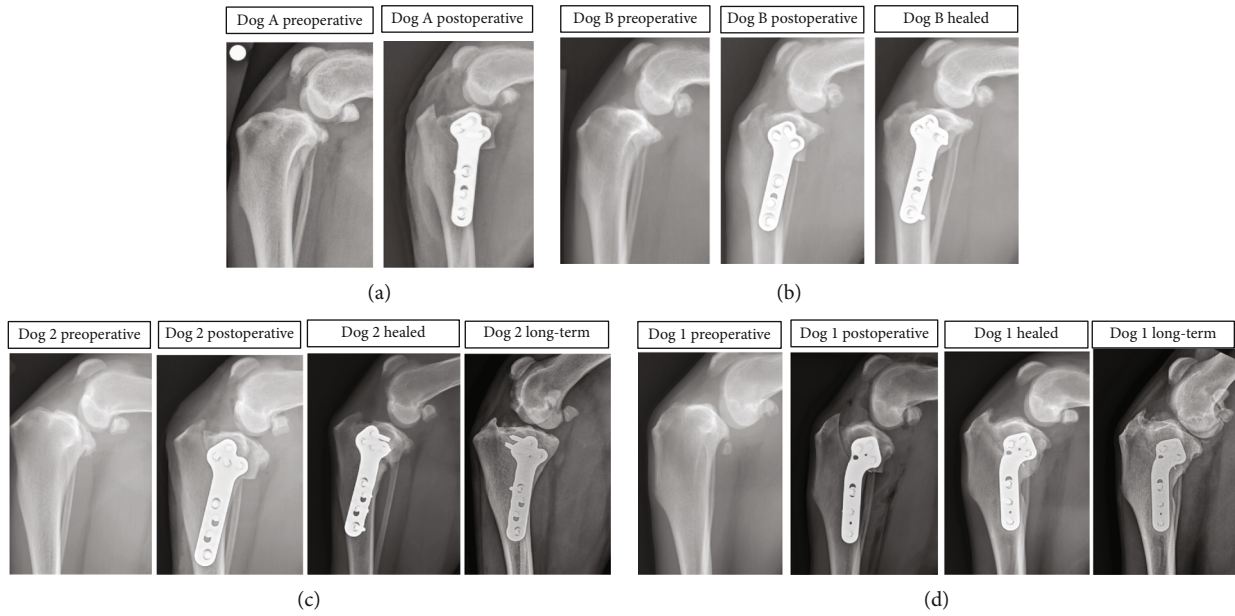 Dog A preoperative
Dog A postoperative
Dog B preoperative
Dog B postoperative
Dog B healed
(a)
(b)
Dog 2 preoperative
Dog 2 postoperative
Dog 2 healed
Dog 2 long-term
Dog 1 preoperative
Dog 1 postoperative
Dog 1 healed
Dog 1 long-term
(c)
(d)